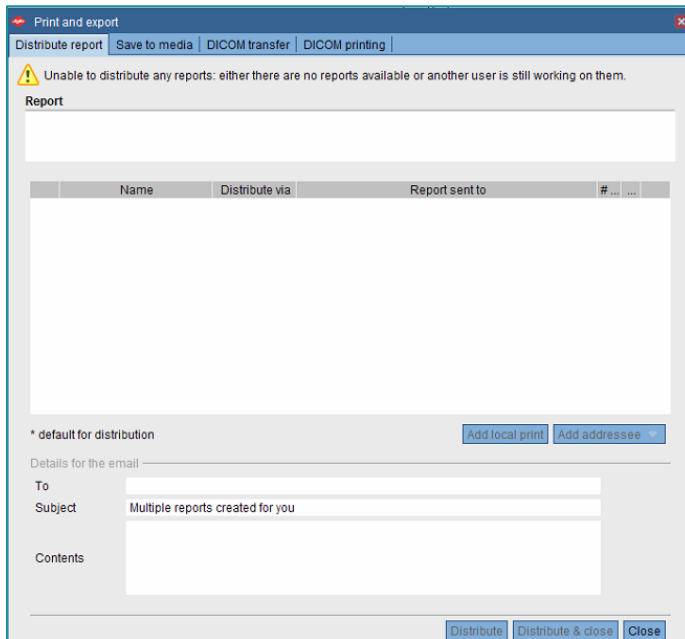 Print and export
Distribute report Save to media DICOM transfer DICOM printing
Unable to distribute any reports: either there are no reports available or another user is still working on them.
Report
Name Distribute via Report sent to # ... ...
* default for distribution Add local print Add addressee
Details for the email
To
Subject Multiple reports created for you
Contents
Distribute Distribute & close Close